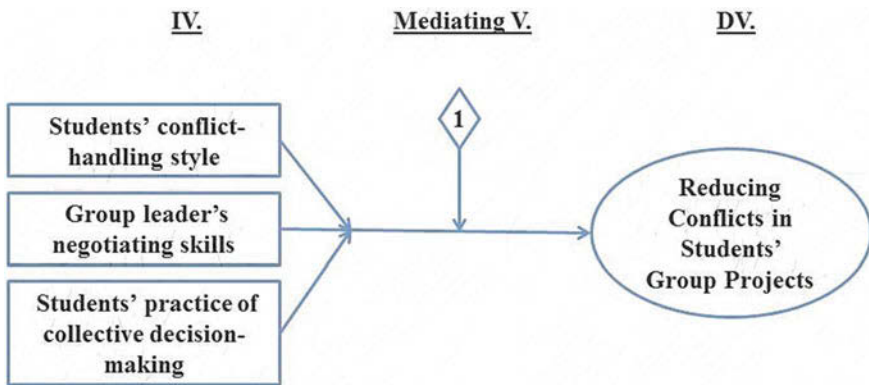 IV.
Mediating V.
DV.
Students' conflict-
handling style
Group leader's
negotiating skills
Students' practice of
collective decision-
making
1
Reducing
Conflicts in
Students'
Group Projects